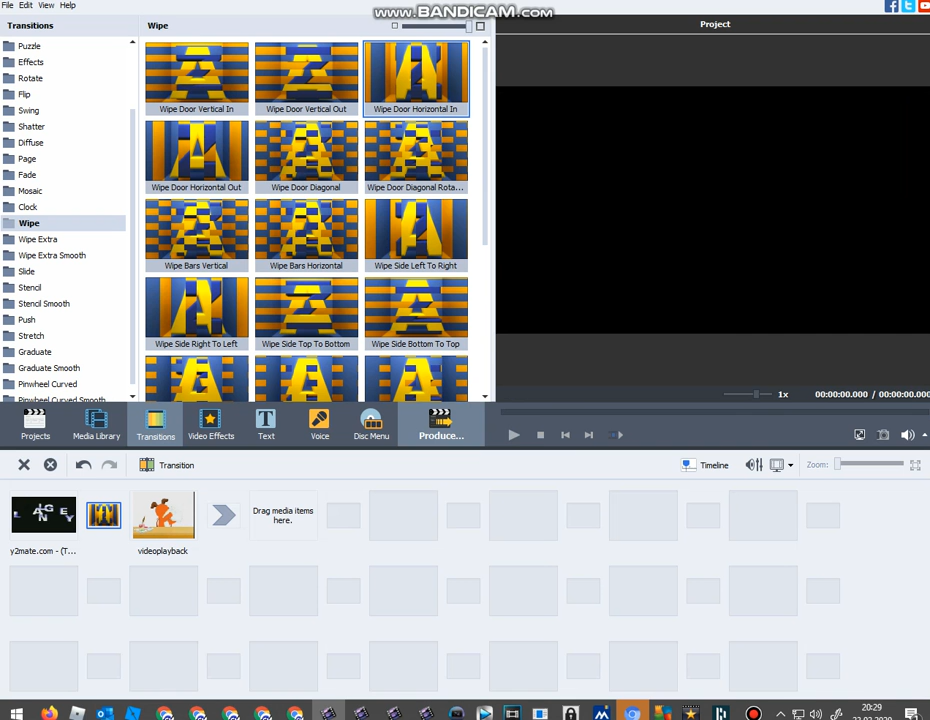 File Edit View Help
www.BANDICAM.com
Transitions
Wipe
Project
Puzzle
Effects
Rotate
Flip
Swing
Shatter
Diffuse
Page
Fade
Mosaic
Clock
Wipe
Wipe Extra
Wipe Extra Smooth
Slide
Stencil
Stencil Smooth
Push
Stretch
Graduate
Graduate Smooth
Pinwheel Curved
Pinwheel Curved Smooth
Wipe Door Vertical In
Wipe Door Vertical Out
Wipe Door Horizontal In
Wipe Door Horizontal Out
Wipe Door Diagonal
Wipe Door Diagonal Rota...
Wipe Bars Vertical
Wipe Bars Horizontal
Wipe Side Left To Right
Wipe Side Right To Left
Wipe Side Top To Bottom
Wipe Side Bottom To Top
1x
00:00:00.000 / 00:00:00.000
Projects
Media Library
Transitions
Video Effects
Text
Voice
Disc Menu
Produce...
Transition
Timeline
Zoom:
Drag media items
here.
y2mate.com - (T...
videoplayback
20:29